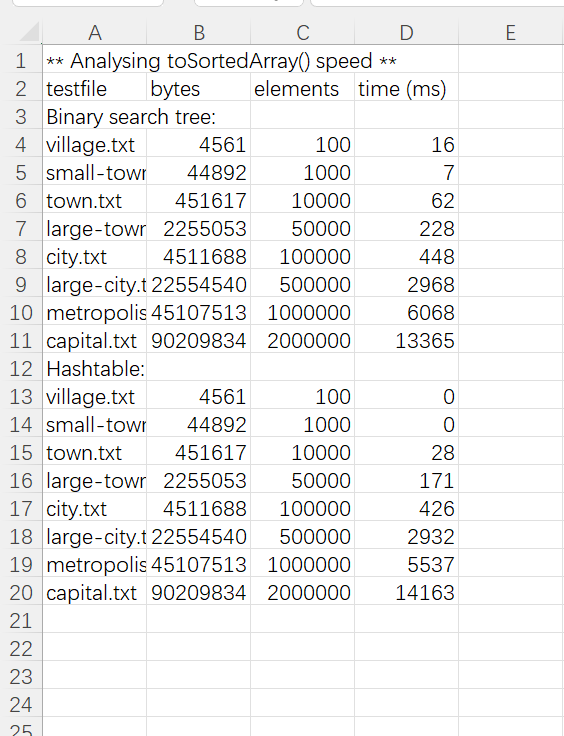 A B C D E
1 ** Analysing toSortedArray() speed **
2 testfile bytes elements time (ms)
3 Binary search tree:
4 village.txt 4561 100 16
5 small-town 44892 1000 7
6 town.txt 451617 10000 62
7 large-town 2255053 50000 228
8 city.txt 4511688 100000 448
9 large-city.t 22554540 500000 2968
10 metropolis 45107513 1000000 6068
11 capital.txt 90209834 2000000 13365
12 Hashtable:
13 village.txt 4561 100 0
14 small-town 44892 1000 0
15 town.txt 451617 10000 28
16 large-town 2255053 50000 171
17 city.txt 4511688 100000 426
18 large-city.t 22554540 500000 2932
19 metropolis 45107513 1000000 5537
20 capital.txt 90209834 2000000 14163
21
22
23
24
25